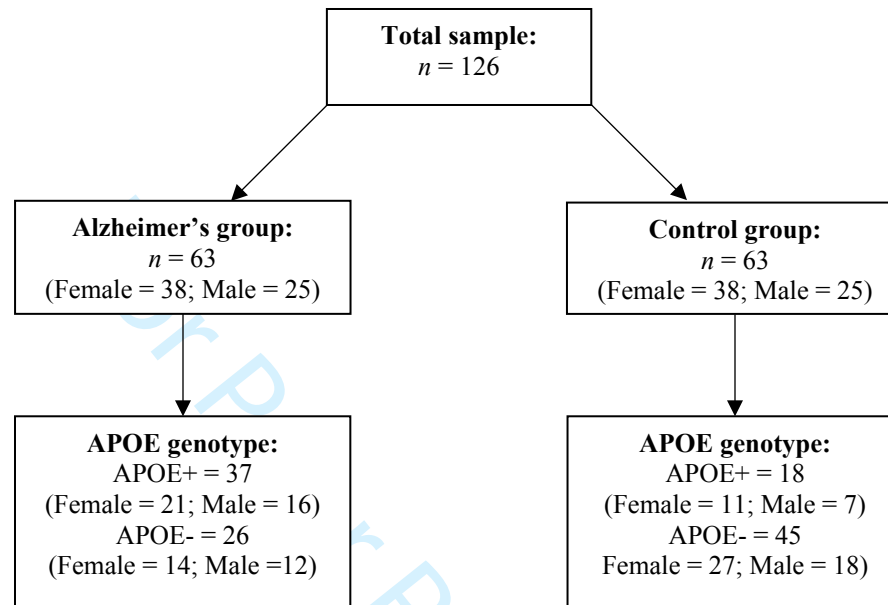 Total sample:
n = 126
Alzheimer’s group:
n = 63
(Female = 38; Male = 25)
Control group:
n = 63
(Female = 38; Male = 25)
APOE genotype:
APOE+ = 37
(Female = 21; Male = 16)
APOE- = 26
(Female = 14; Male =12)
APOE genotype:
APOE+ = 18
(Female = 11; Male = 7)
APOE- = 45
Female = 27; Male = 18)